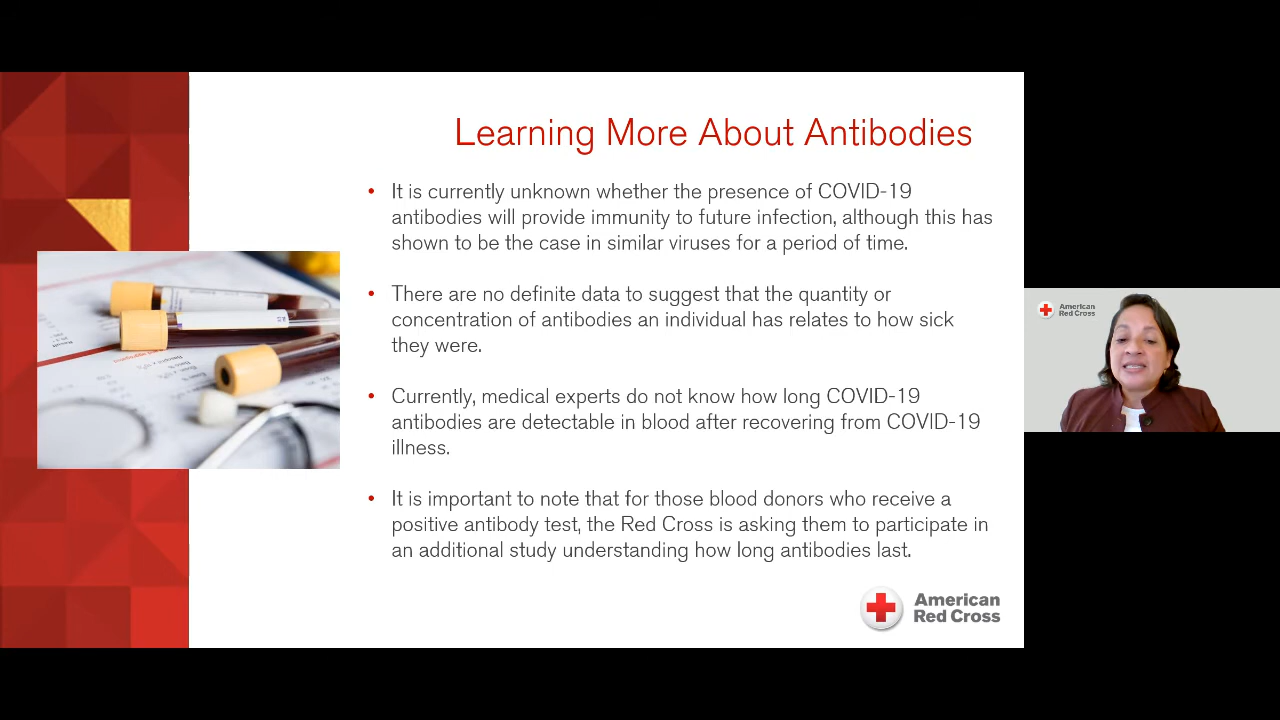 Learning More About Antibodies
• It is currently unknown whether the presence of COVID-19
antibodies will provide immunity to future infection, although this has
shown to be the case in similar viruses for a period of time.
• There are no definite data to suggest that the quantity or
concentration of antibodies an individual has relates to how sick
they were.
• Currently, medical experts do not know how long COVID-19
antibodies are detectable in blood after recovering from COVID-19
illness.
• It is important to note that for those blood donors who receive a
positive antibody test, the Red Cross is asking them to participate in
an additional study understanding how long antibodies last.
American
Red Cross
American
Red Cross